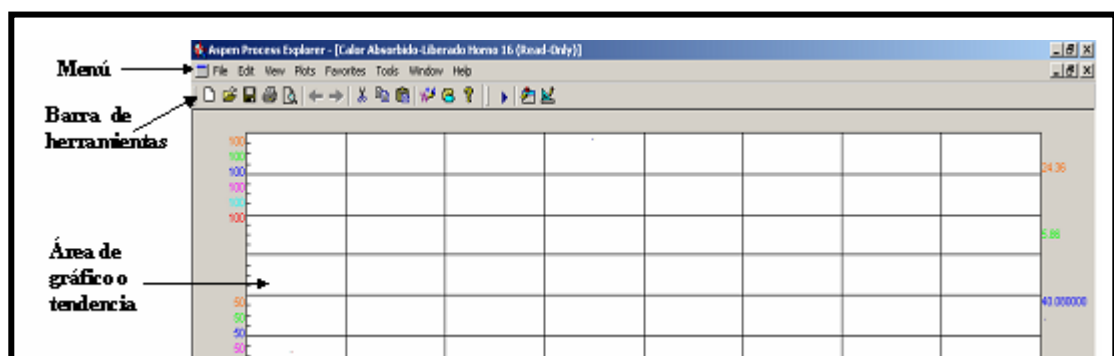 Aspen Process Explorer - [Calor Absorbido-Liberado Horno 16 (Read-Only)]
Menú
File Edit View Plots Favorites Tools Window Help
Barra de
herramientas
100
100
100
100
100
100
24.36
5.86
Área de
gráfico o
tendencia
50
50
50
50
40.080000